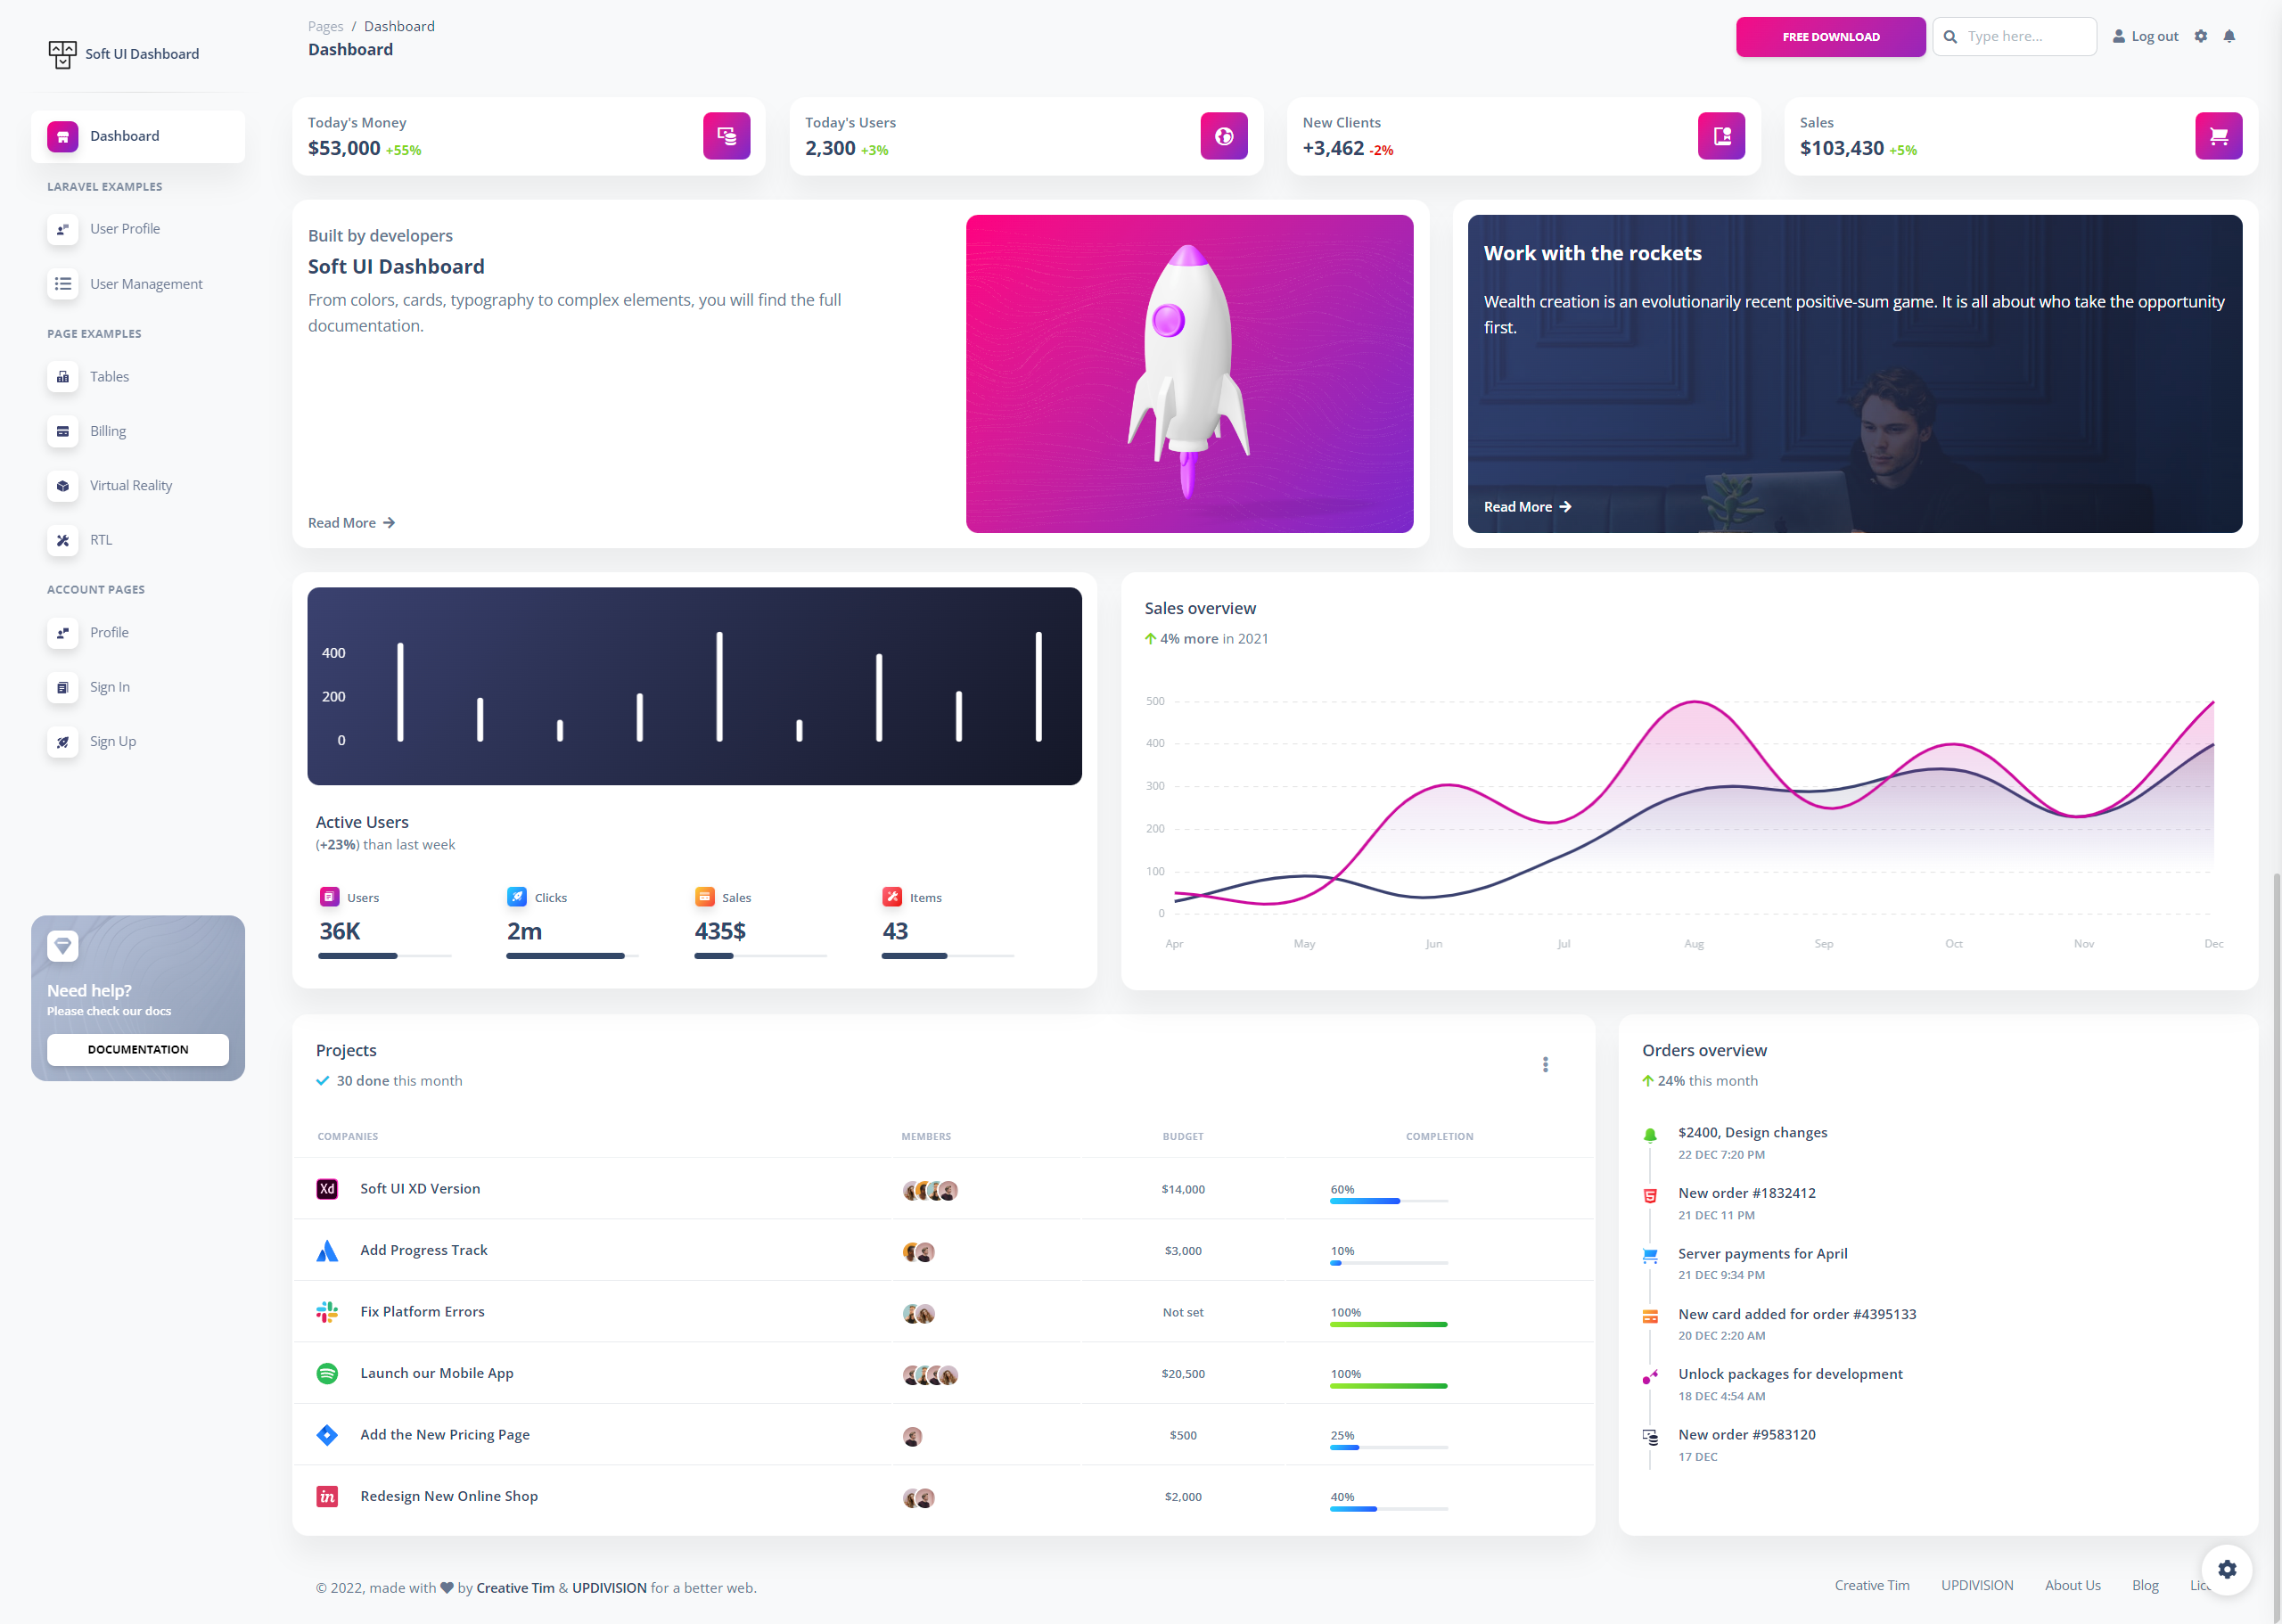 Soft UI Dashboard
Dashboard
LARAVEL EXAMPLES
User Profile
User Management
PAGE EXAMPLES
Tables
Billing
Virtual Reality
RTL
ACCOUNT PAGES
Profile
Sign In
Sign Up
Need help?
Please check our docs
DOCUMENTATION
Pages / Dashboard
Dashboard
FREE DOWNLOAD
Type here...
Log out
Today's Money
$53,000 +55%
Today's Users
2,300 +3%
New Clients
+3,462 -2%
Sales
$103,430 +5%
Built by developers
Soft UI Dashboard
From colors, cards, typography to complex elements, you will find the full
documentation.
Read More
Work with the rockets
Wealth creation is an evolutionarily recent positive-sum game. It is all about who take the opportunity
first.
Read More
400
200
0
Active Users
(+23%) than last week
Users
36K
Clicks
2m
Sales
435$
Items
43
Sales overview
4% more in 2021
500
400
300
200
100
0
Apr May Jun Jul Aug Sep Oct Nov Dec
Projects
30 done this month
COMPANIES MEMBERS BUDGET COMPLETION
Xd Soft UI XD Version $14,000 60%
Add Progress Track $3,000 10%
Fix Platform Errors Not set 100%
Launch our Mobile App $20,500 100%
Add the New Pricing Page $500 25%
in Redesign New Online Shop $2,000 40%
Orders overview
24% this month
$2400, Design changes
22 DEC 7:20 PM
New order #1832412
21 DEC 11 PM
Server payments for April
21 DEC 9:34 PM
New card added for order #4395133
20 DEC 2:20 AM
Unlock packages for development
18 DEC 4:54 AM
New order #9583120
17 DEC
© 2022, made with by Creative Tim & UPDIVISION for a better web.
Creative Tim UPDIVISION About Us Blog